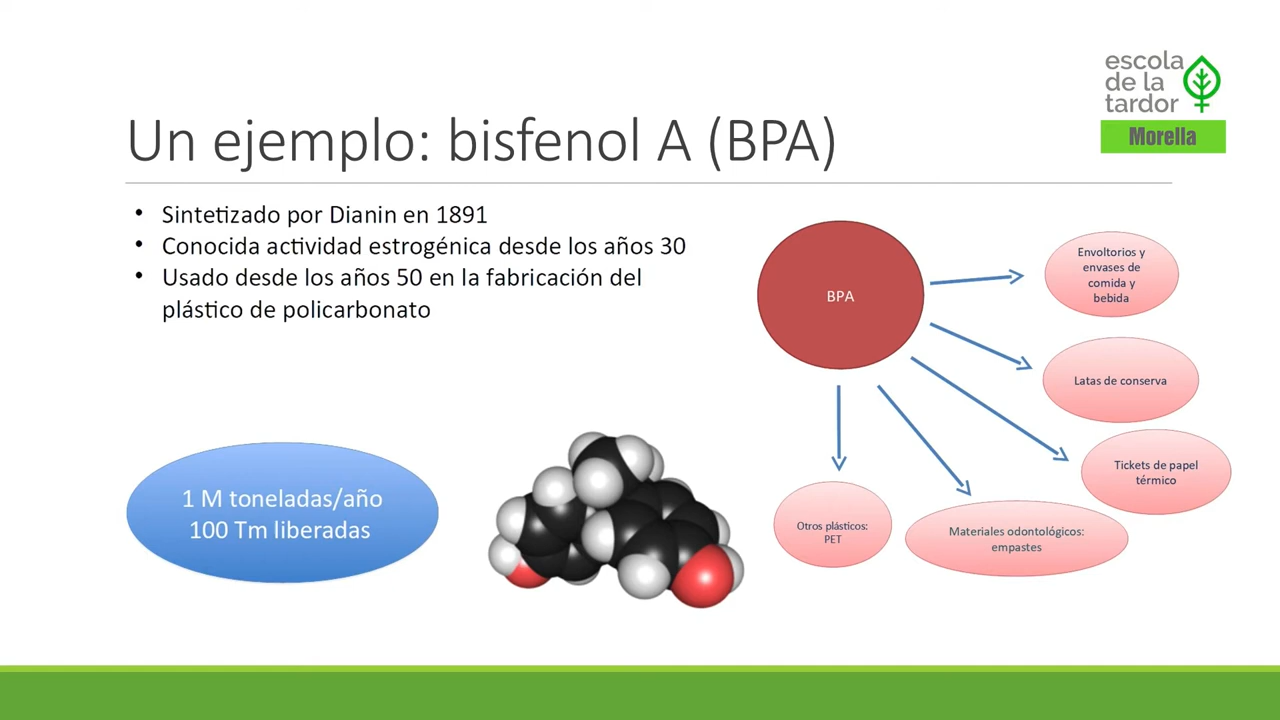 escola
de la
tardor
Morella
Un ejemplo: bisfenol A (BPA)
• Sintetizado por Dianin en 1891
• Conocida actividad estrogénica desde los años 30
• Usado desde los años 50 en la fabricación del
plástico de policarbonato
BPA
Envoltorios y
envases de
comida y
bebida
Latas de conserva
Tickets de papel
térmico
Materiales odontológicos:
empastes
Otros plásticos:
PET
1 M toneladas/año
100 Tm liberadas